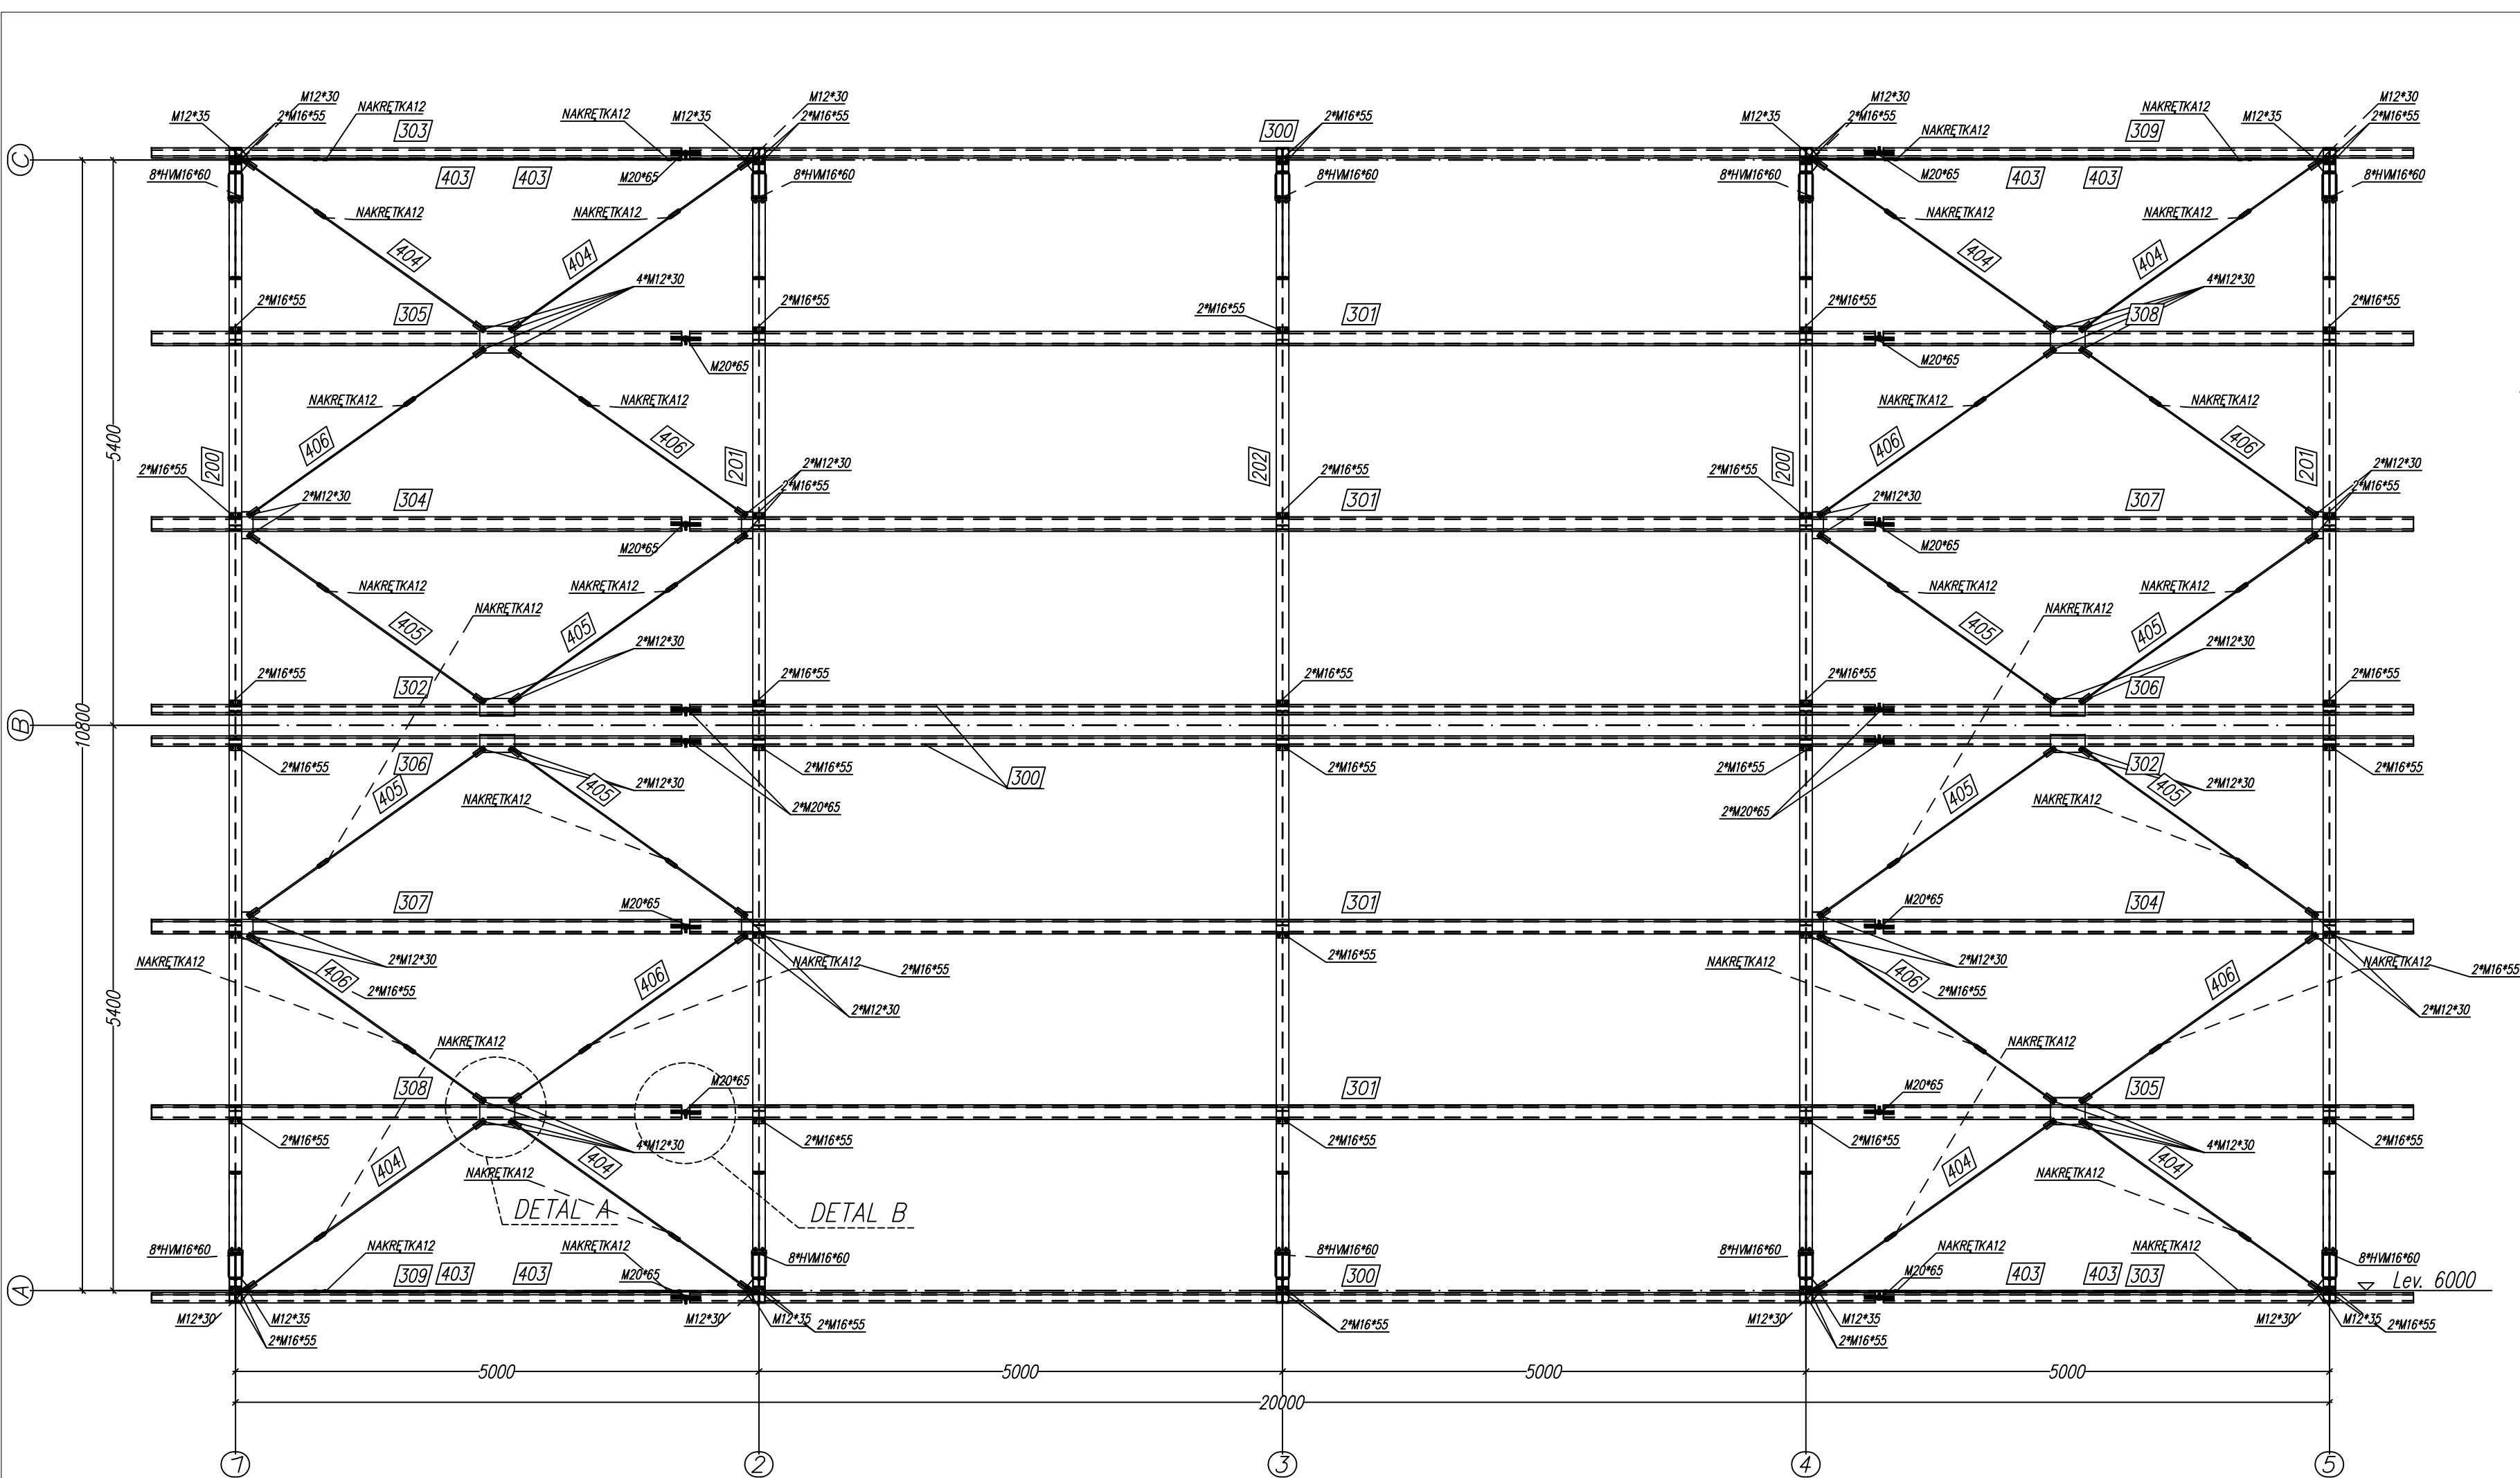 M12*30 NAKRĘTKA12 NAKRĘTKA12 M12*30 M12*30 NAKRĘTKA12 M12*30
M12*35 2*M16*55 303 M12*35 2*M16*55 300 2*M16*55 M12*35 2*M16*55 NAKRĘTKA12 309 M12*35 2*M16*55
C
8*HVM16*60 403 403 M20*65 8*HVM16*60 8*HVM16*60 8*HVM16*60 M20*65 403 403 8*HVM16*60
NAKRĘTKA12 NAKRĘTKA12 NAKRĘTKA12 NAKRĘTKA12
404 404 404 404
4*M12*30 4*M12*30
2*M16*55 305 2*M16*55 2*M16*55 301 2*M16*55 308 2*M16*55
M20*65 M20*65
NAKRĘTKA12 NAKRĘTKA12 NAKRĘTKA12 NAKRĘTKA12
5400 406 406 406 406
2*M16*55 200 201 2*M12*30 202 2*M16*55 2*M16*55 200 201 2*M12*30
2*M12*30 304 2*M16*55 301 2*M12*30 307 2*M16*55
M20*65 M20*65
NAKRĘTKA12 NAKRĘTKA12 NAKRĘTKA12 NAKRĘTKA12
NAKRĘTKA12 NAKRĘTKA12
405 405 2*M12*30 405 405 2*M12*30
2*M16*55 302 2*M16*55 2*M16*55 2*M16*55 306 2*M16*55
B 10800
2*M16*55 306 2*M16*55 2*M16*55 2*M16*55 302 2*M16*55
405 405 2*M12*30 300 405 405 2*M12*30
NAKRĘTKA12 2*M20*65 2*M20*65 NAKRĘTKA12
307 M20*65 301 M20*65 304
NAKRĘTKA12 2*M12*30 NAKRĘTKA12 2*M16*55 2*M16*55 NAKRĘTKA12 2*M12*30 NAKRĘTKA12 2*M16*55
406 2*M16*55 406 406 2*M16*55 406
5400 2*M12*30 2*M12*30
NAKRĘTKA12 NAKRĘTKA12
308 M20*65 301 M20*65 305
2*M16*55 4*M12*30 2*M16*55 2*M16*55 2*M16*55 4*M12*30 2*M16*55
404 NAKRĘTKA12 404 404 NAKRĘTKA12 404
DETAL A DETAL B
8*HVM16*60 NAKRĘTKA12 NAKRĘTKA12 8*HVM16*60 8*HVM16*60 8*HVM16*60 NAKRĘTKA12 NAKRĘTKA12 8*HVM16*60
309 403 403 M20*65 300 M20*65 403 403 303 Lev. 6000
A
M12*30 M12*35 M12*30 M12*35 2*M16*55 2*M16*55 M12*30 M12*35 M12*30 M12*35 2*M16*55
2*M16*55 2*M16*55
5000 5000 5000 5000
20000
1 2 3 4 5